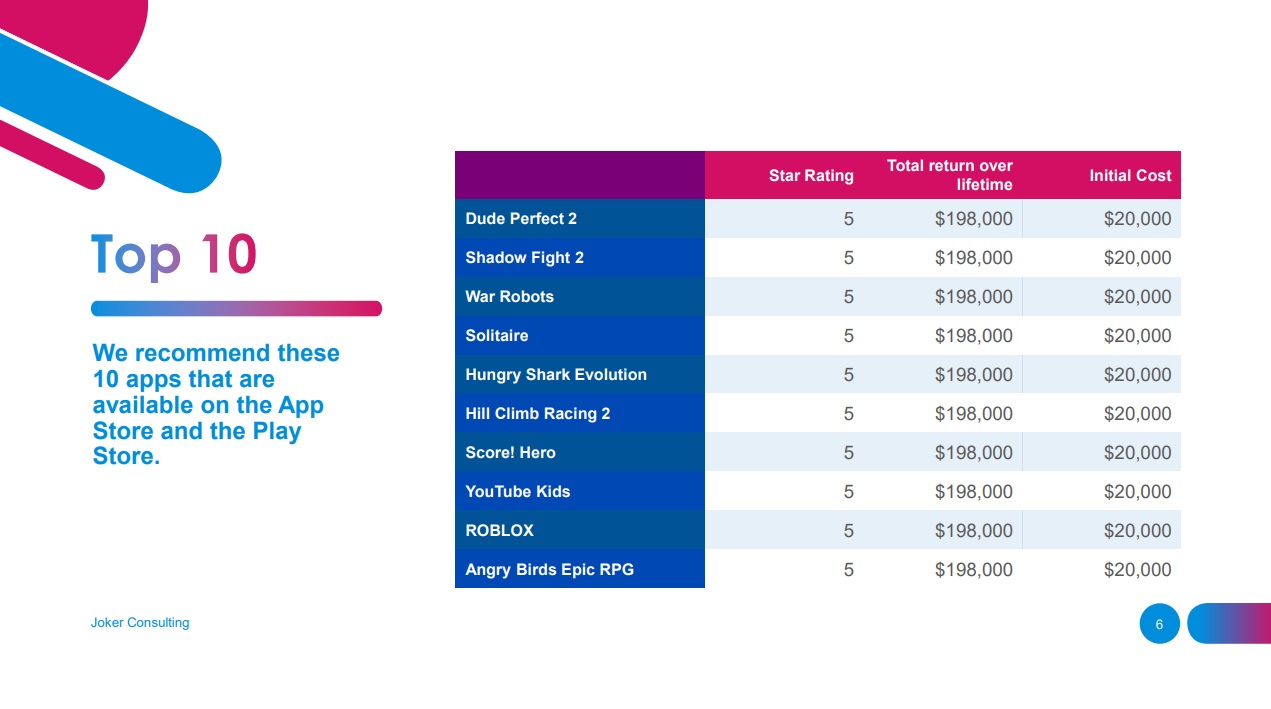 Top 10
We recommend these
10 apps that are
available on the App
Store and the Play
Store.
Star Rating Total return over lifetime Initial Cost
Dude Perfect 2 5 $198,000 $20,000
Shadow Fight 2 5 $198,000 $20,000
War Robots 5 $198,000 $20,000
Solitaire 5 $198,000 $20,000
Hungry Shark Evolution 5 $198,000 $20,000
Hill Climb Racing 2 5 $198,000 $20,000
Score! Hero 5 $198,000 $20,000
YouTube Kids 5 $198,000 $20,000
ROBLOX 5 $198,000 $20,000
Angry Birds Epic RPG 5 $198,000 $20,000
Joker Consulting
6